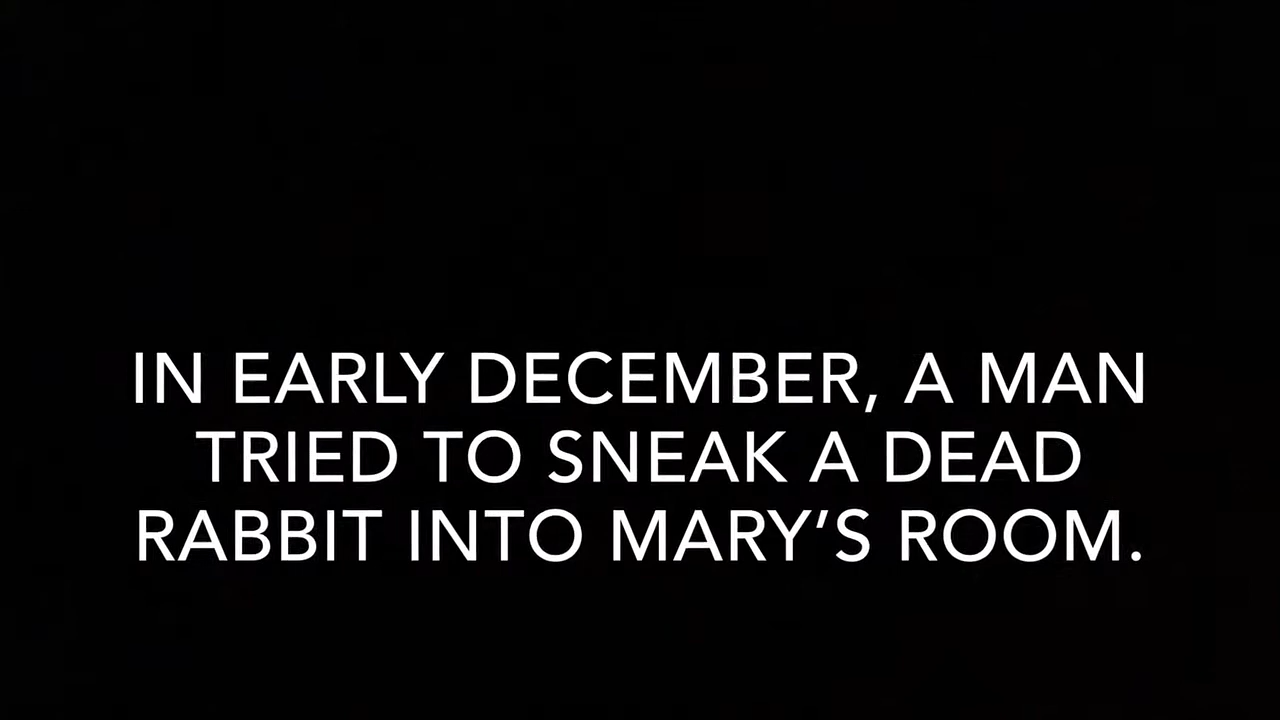 IN EARLY DECEMBER, A MAN
TRIED TO SNEAK A DEAD
RABBIT INTO MARY’S ROOM.